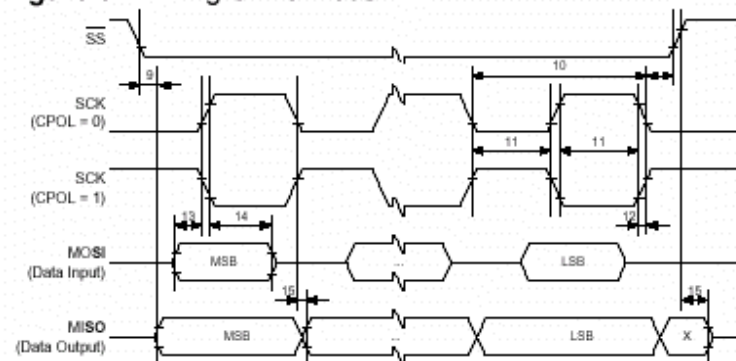 SS
9
10
SCK
(CPOL = 0)
11
11
SCK
(CPOL = 1)
13
14
12
MOSI
(Data Input)
MSB
...
LSB
15
15
MISO
(Data Output)
MSB
...
LSB
X